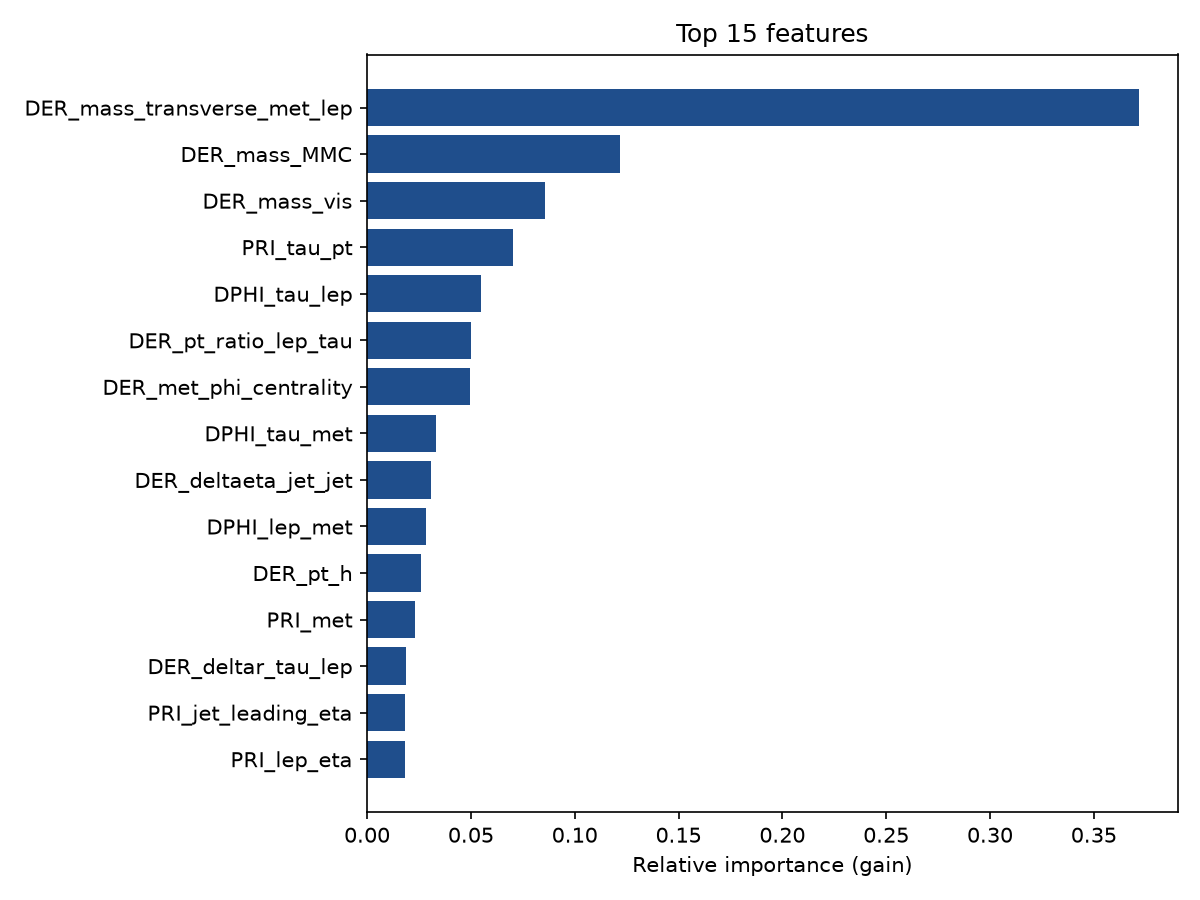 Top 15 features
DER_mass_transverse_met_lep
DER_mass_MMC
DER_mass_vis
PRI_tau_pt
DPHI_tau_lep
DER_pt_ratio_lep_tau
DER_met_phi_centrality
DPHI_tau_met
DER_deltaeta_jet_jet
DPHI_lep_met
DER_pt_h
PRI_met
DER_deltar_tau_lep
PRI_jet_leading_eta
PRI_lep_eta
0.00 0.05 0.10 0.15 0.20 0.25 0.30 0.35
Relative importance (gain)